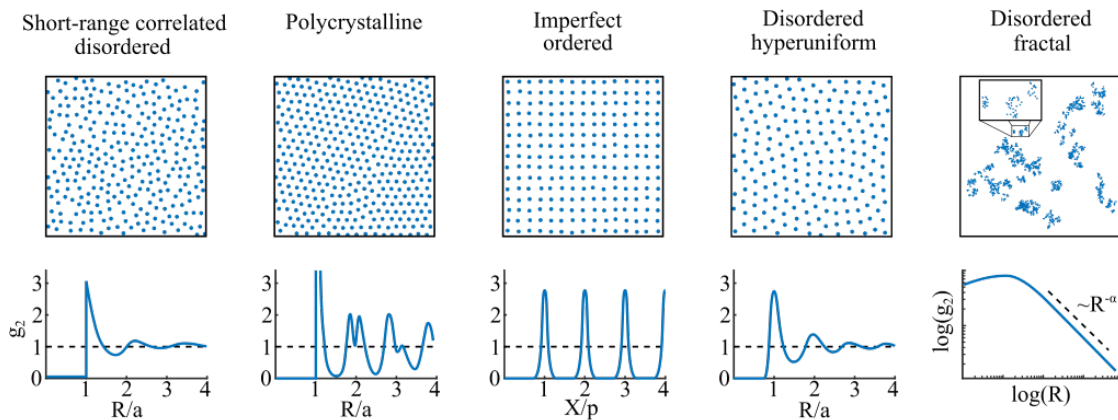 Short-range correlated
disordered
Polycrystalline
Imperfect
ordered
Disordered
hyperuniform
Disordered
fractal
g₂
3
2
1
0
1 2 3 4
R/a
3
2
1
0
1 2 3 4
R/a
3
2
1
0
1 2 3 4
X/p
3
2
1
0
1 2 3 4
R/a
log(g₂)
~R⁻ᵅ
log(R)